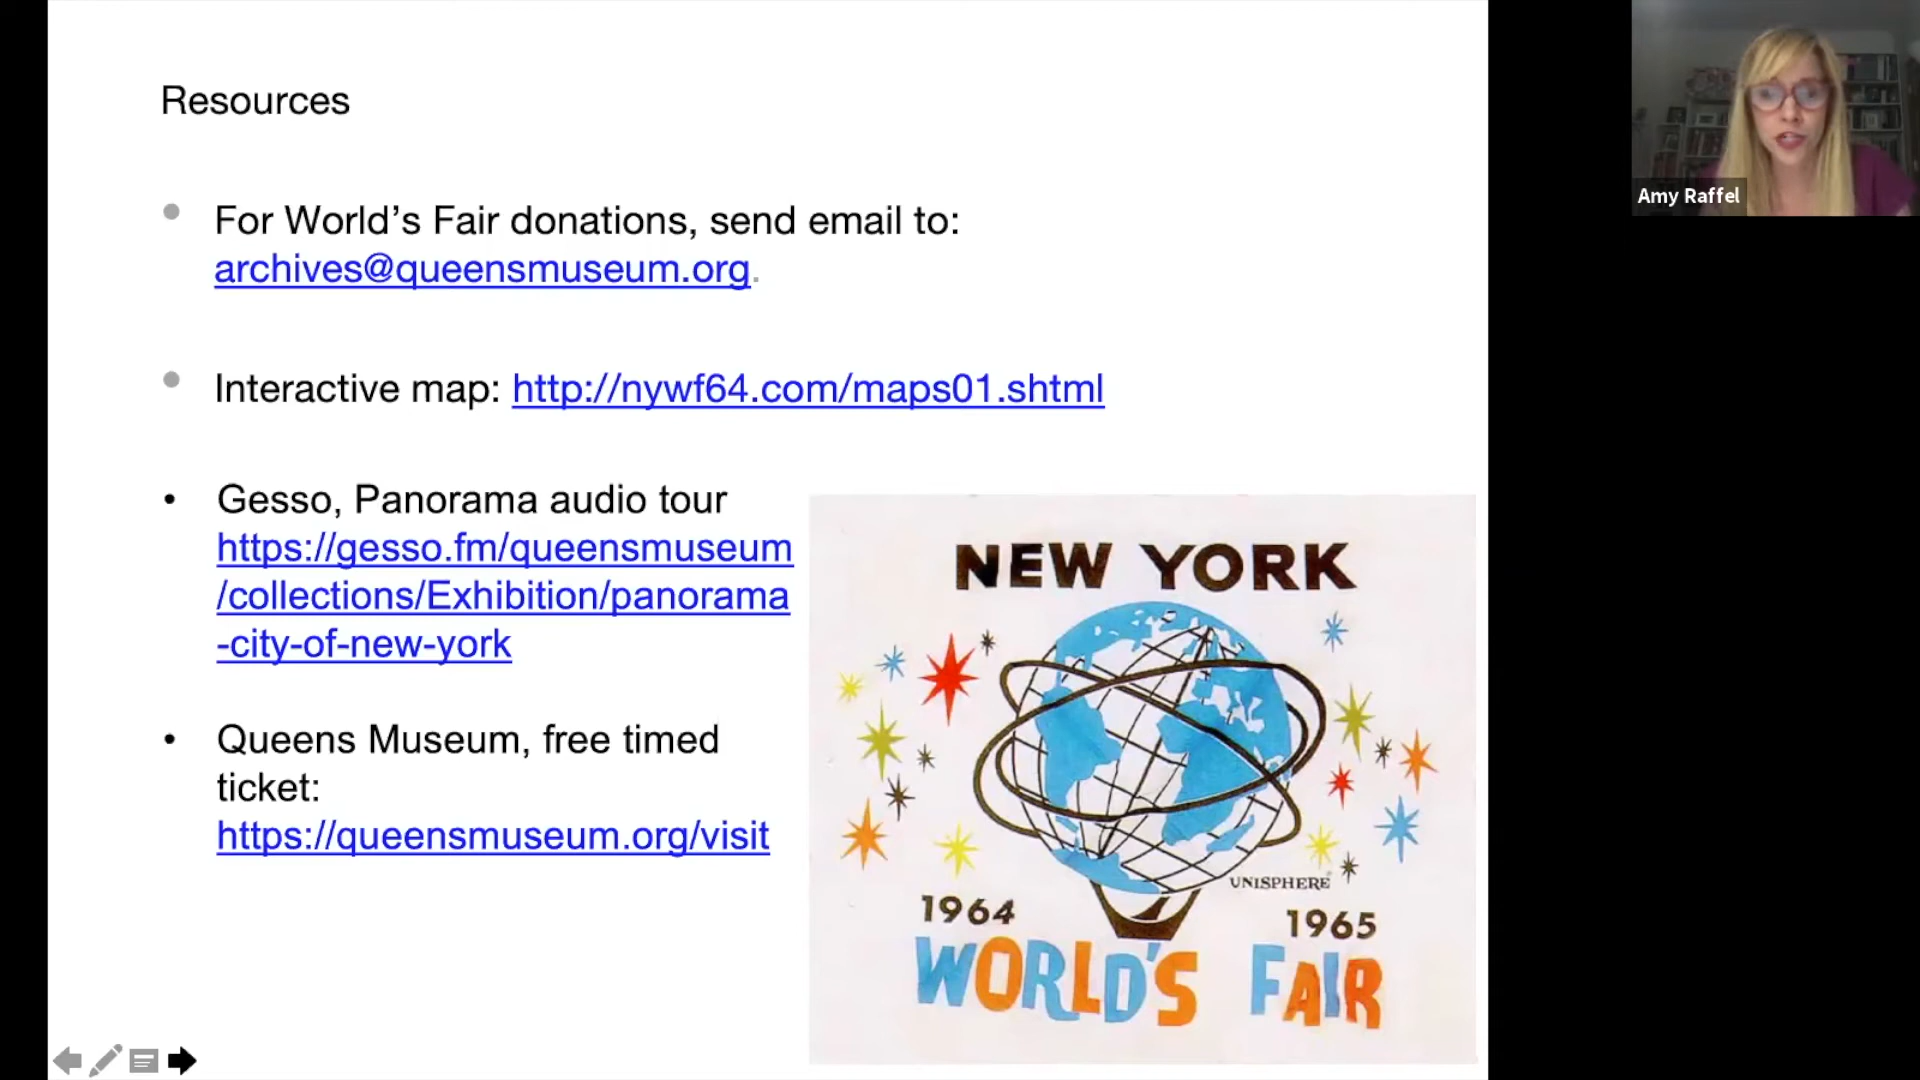 Resources
For World’s Fair donations, send email to:
archives@queensmuseum.org.
Interactive map: http://nywf64.com/maps01.shtml
Gesso, Panorama audio tour
https://gesso.fm/queensmuseum
/collections/Exhibition/panorama
-city-of-new-york
Queens Museum, free timed
ticket:
https://queensmuseum.org/visit
NEW YORK
UNISPHERE
1964
1965
WORLD'S FAIR
Amy Raffel